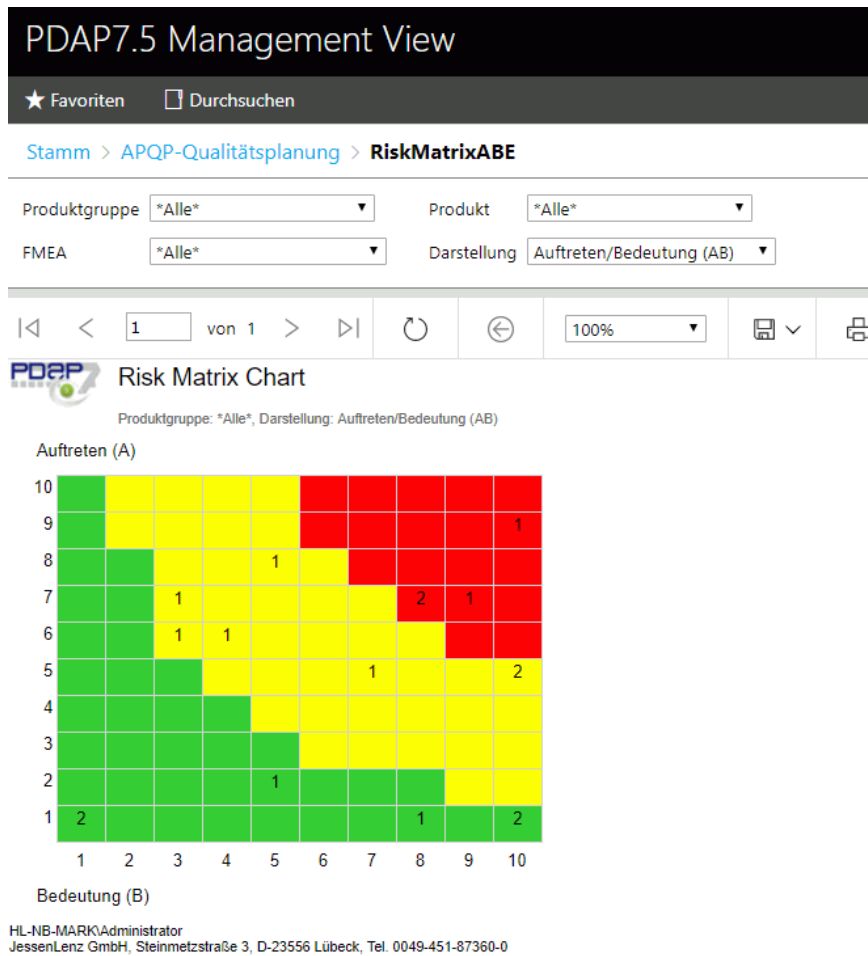 PDAP7.5 Management View
Favoriten Durchsuchen
Stamm > APQP-Qualitätsplanung > RiskMatrixABE
Produktgruppe *Alle* Produkt *Alle*
FMEA *Alle* Darstellung Auftreten/Bedeutung (AB)
1 von 1 100%
PDAP 7 Risk Matrix Chart
Produktgruppe: *Alle*, Darstellung: Auftreten/Bedeutung (AB)
Auftreten (A)
10
9 1
8 1
7 1 2 1
6 1 1
5 1 2
4
3
2 1
1 2 1 2
1 2 3 4 5 6 7 8 9 10
Bedeutung (B)
HL-NB-MARK\Administrator
JessenLenz GmbH, Steinmetzstraße 3, D-23556 Lübeck, Tel. 0049-451-87360-0